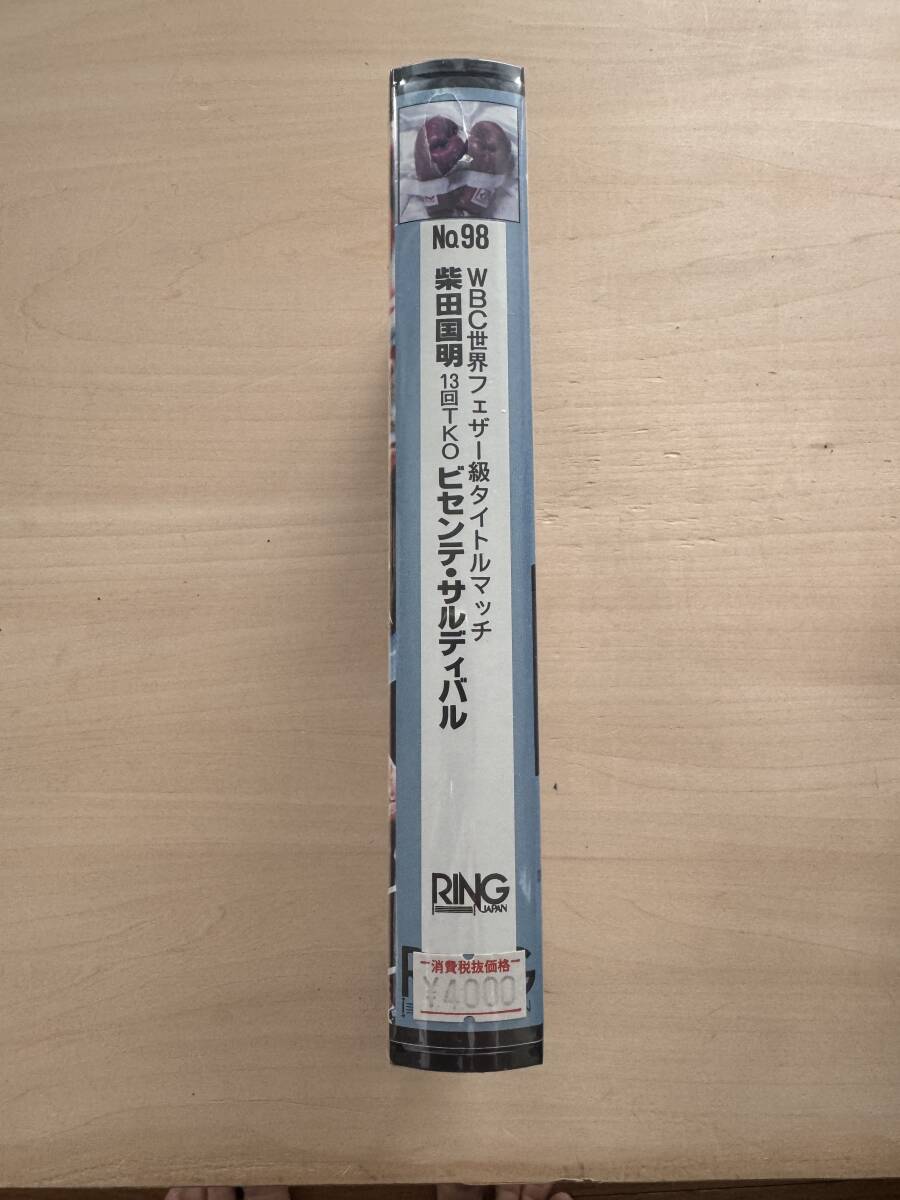 No.98
WBC世界フェザー級タイトルマッチ
柴田国明 13回TKO ビセンテ・サルディバル
RING
JAPAN
消費税抜価格
¥4000